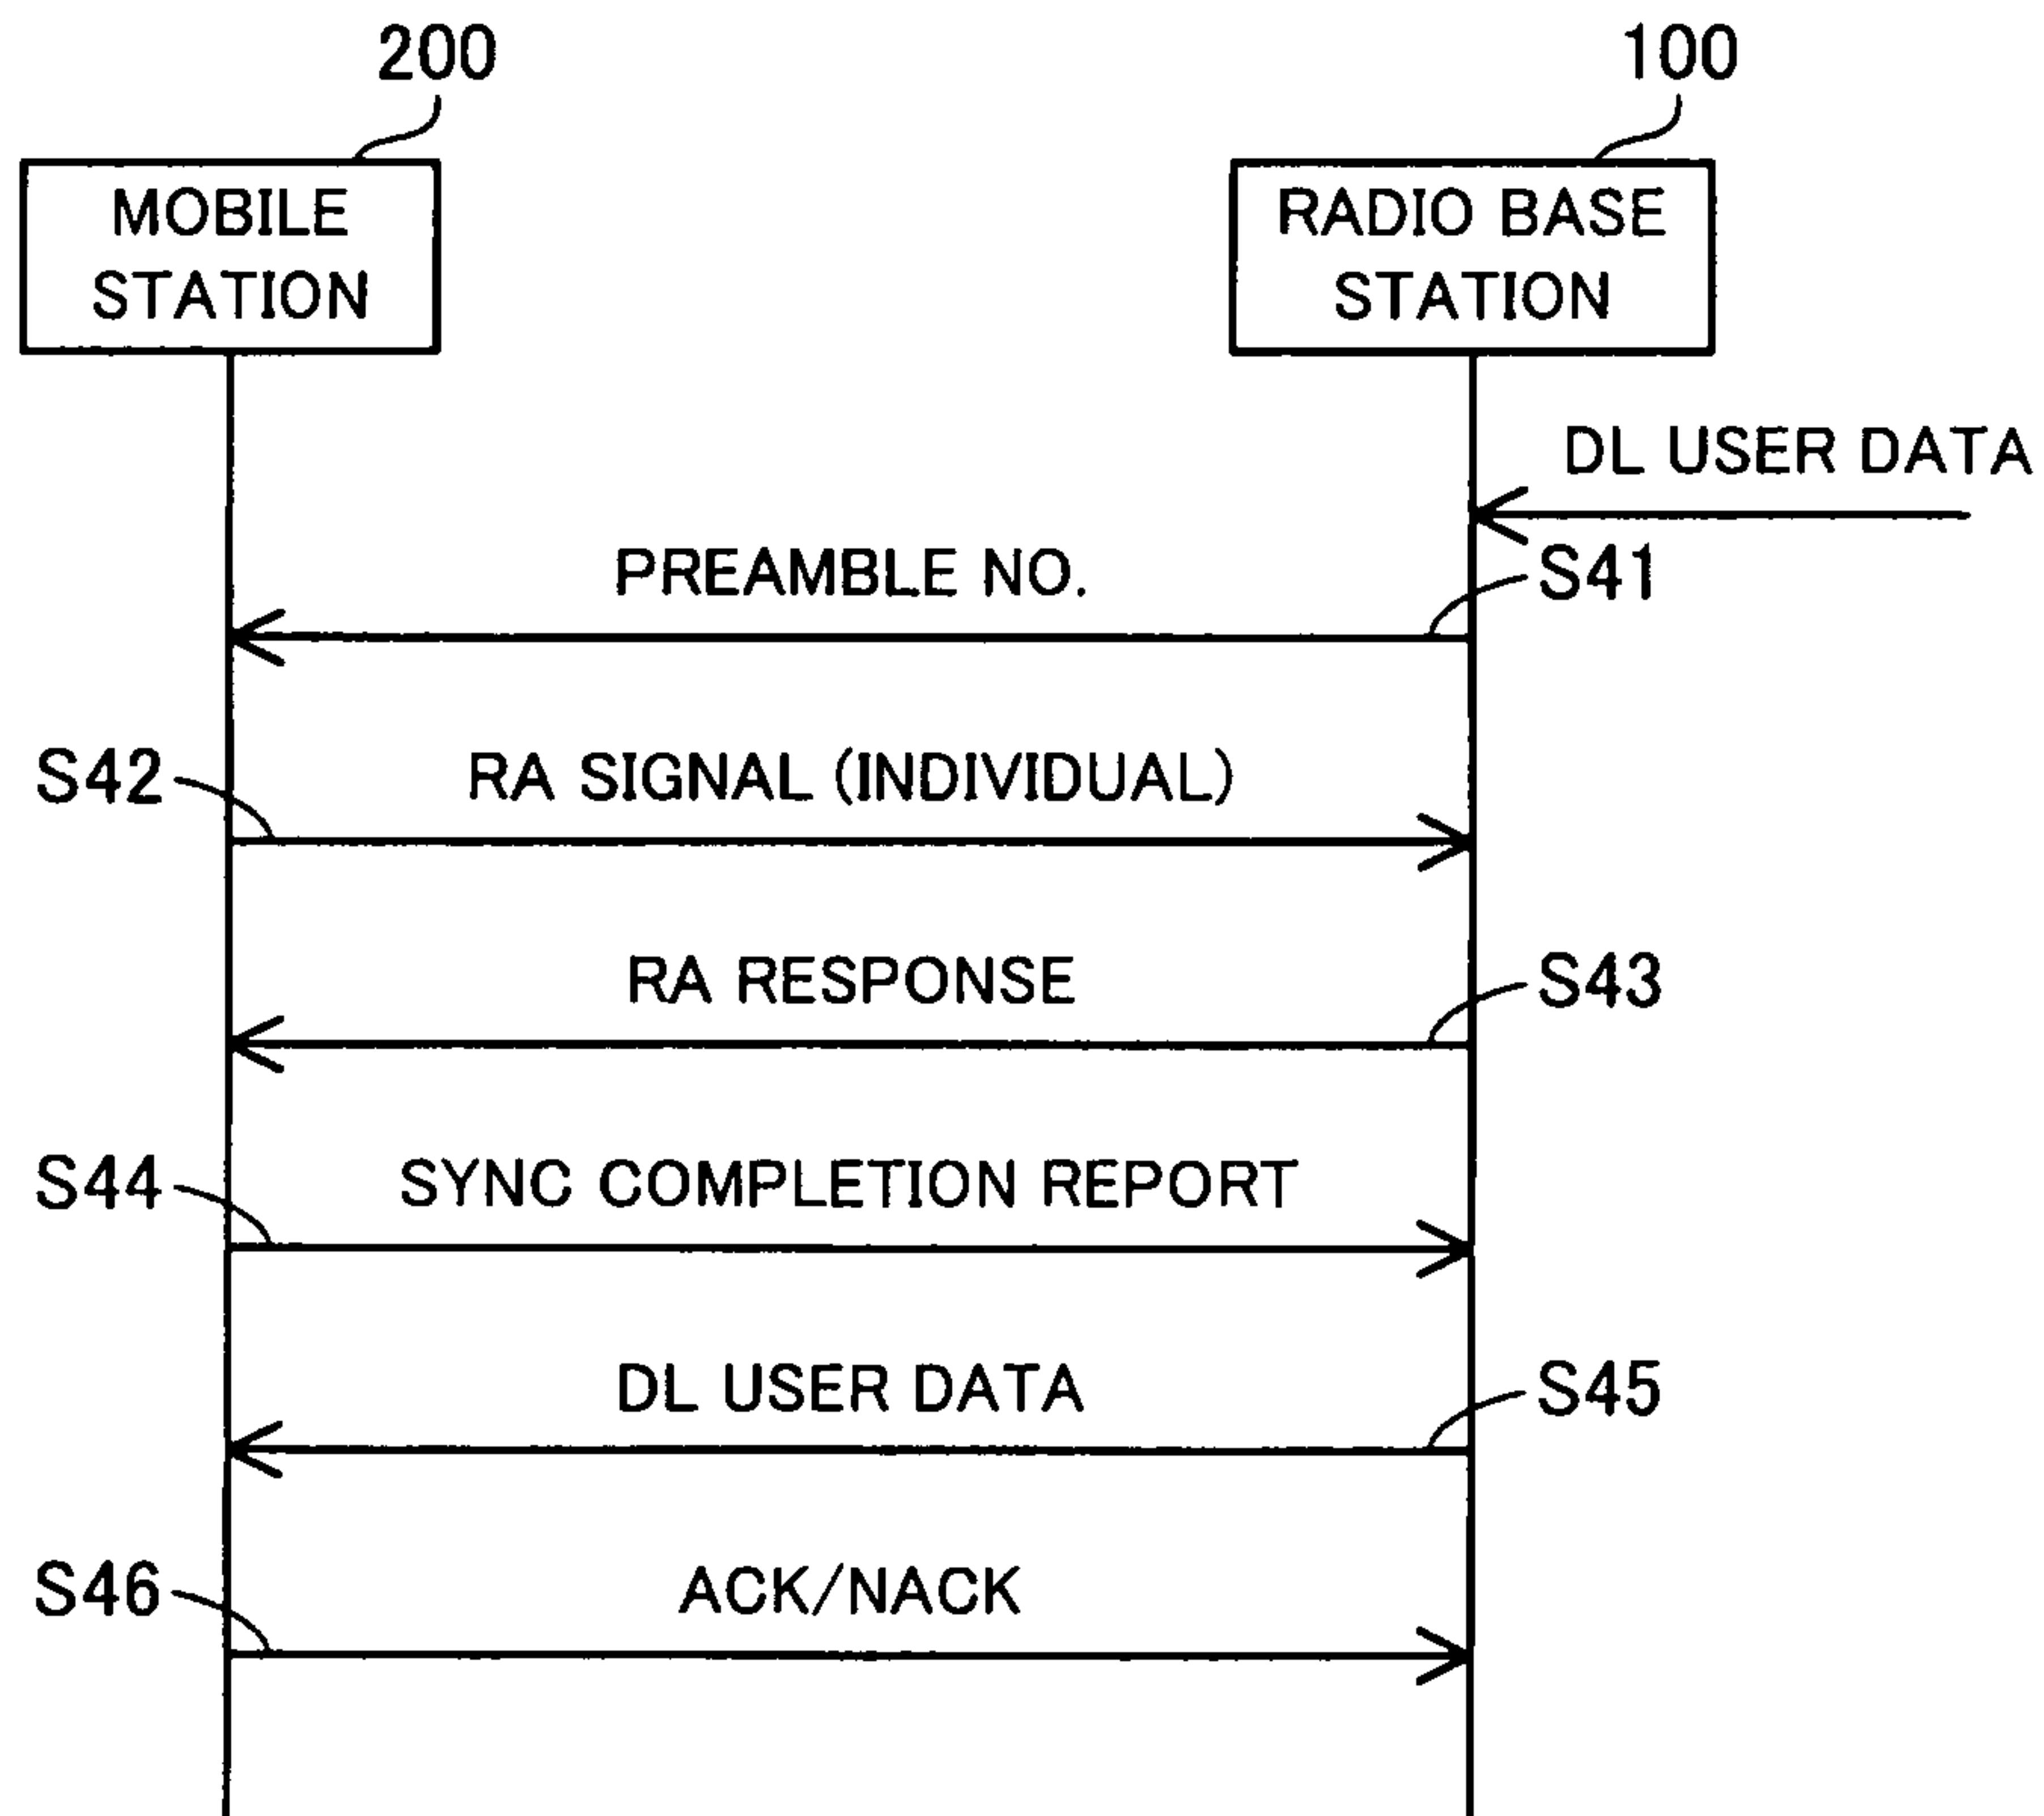 200
100
MOBILE
STATION
RADIO BASE
STATION
DL USER DATA
PREAMBLE NO.
S41
S42
RA SIGNAL (INDIVIDUAL)
RA RESPONSE
S43
S44
SYNC COMPLETION REPORT
DL USER DATA
S45
S46
ACK/NACK